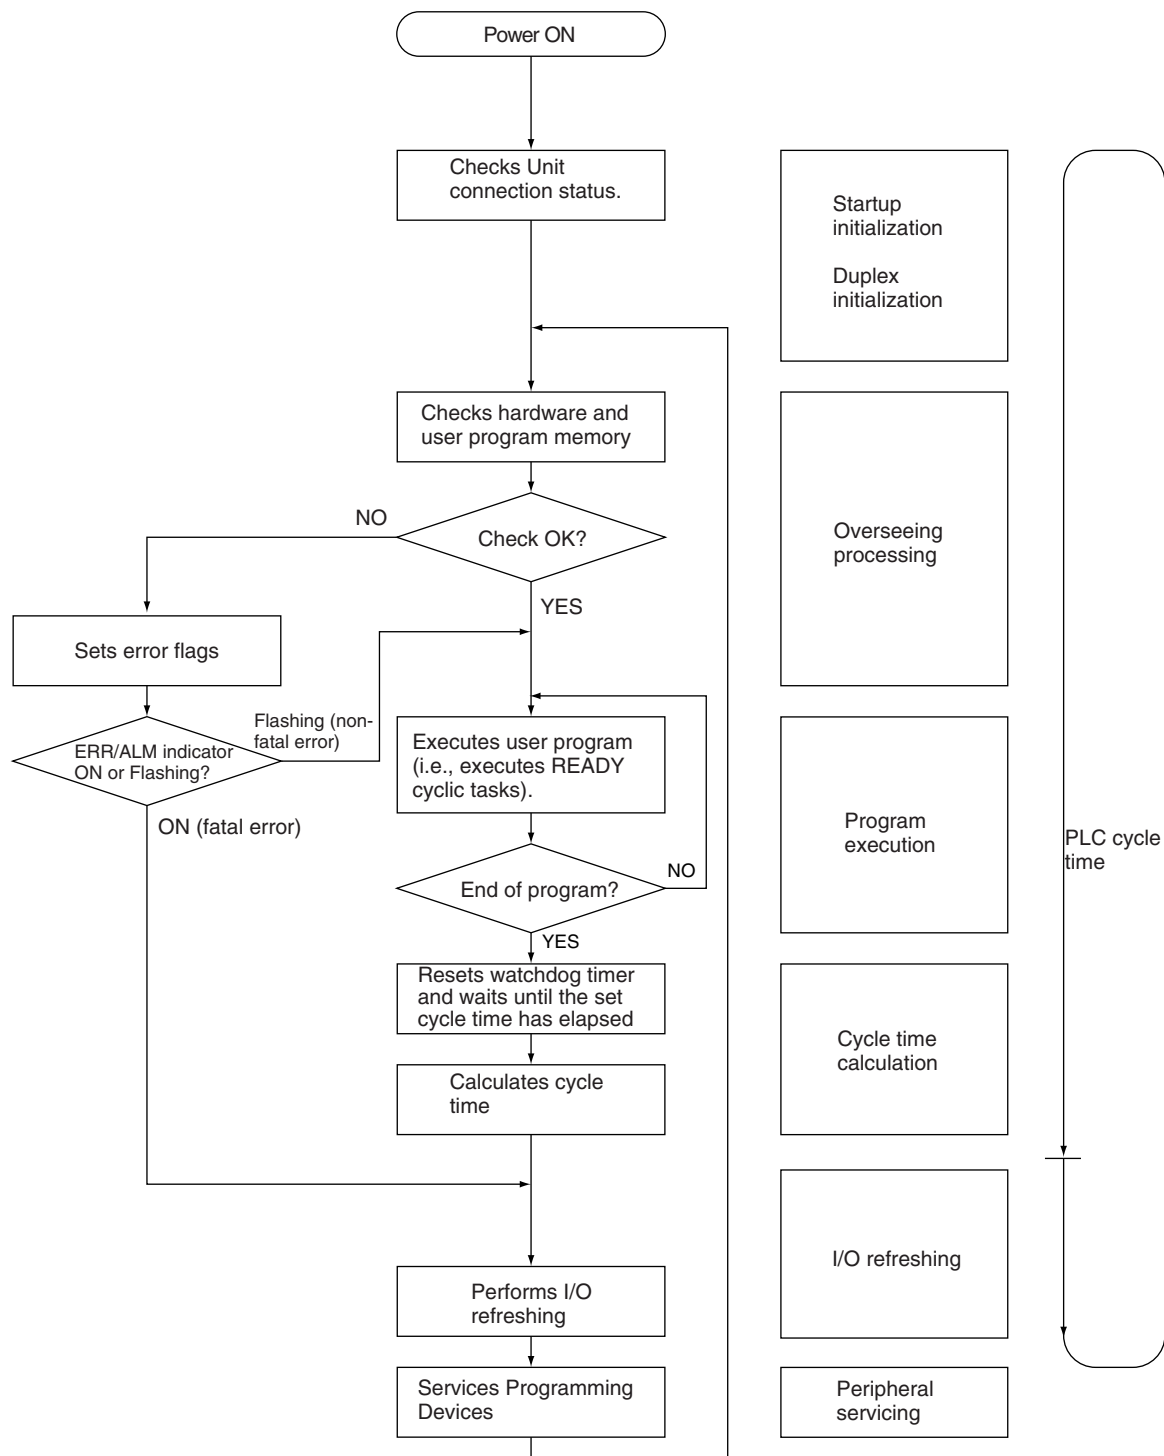 Power ON
Checks Unit
connection status.
Startup
initialization
Duplex
initialization
Checks hardware and
user program memory
NO
Check OK?
Overseeing
processing
YES
Sets error flags
Flashing (non-
fatal error)
ERR/ALM indicator
ON or Flashing?
Executes user program
(i.e., executes READY
cyclic tasks).
ON (fatal error)
Program
execution
PLC cycle
time
NO
End of program?
YES
Resets watchdog timer
and waits until the set
cycle time has elapsed
Cycle time
calculation
Calculates cycle
time
I/O refreshing
Performs I/O
refreshing
Services Programming
Devices
Peripheral
servicing